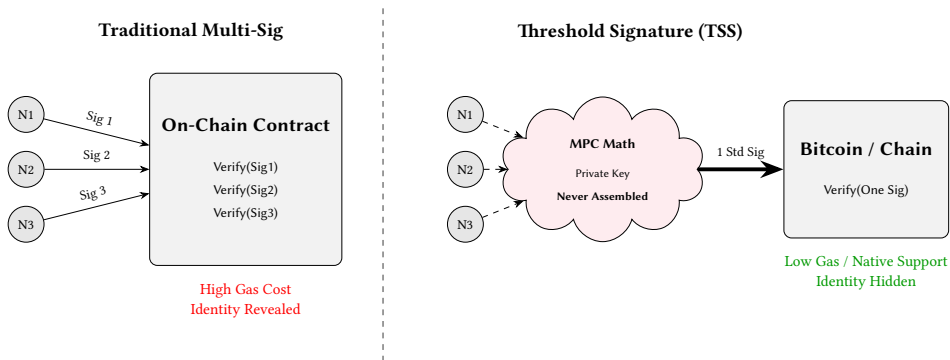 Traditional Multi-Sig
N1
N2
N3
Sig 1
Sig 2
Sig 3
On-Chain Contract
Verify(Sig1)
Verify(Sig2)
Verify(Sig3)
High Gas Cost
Identity Revealed
Threshold Signature (TSS)
N1
N2
N3
MPC Math
Private Key
Never Assembled
1 Std Sig
Bitcoin / Chain
Verify(One Sig)
Low Gas / Native Support
Identity Hidden